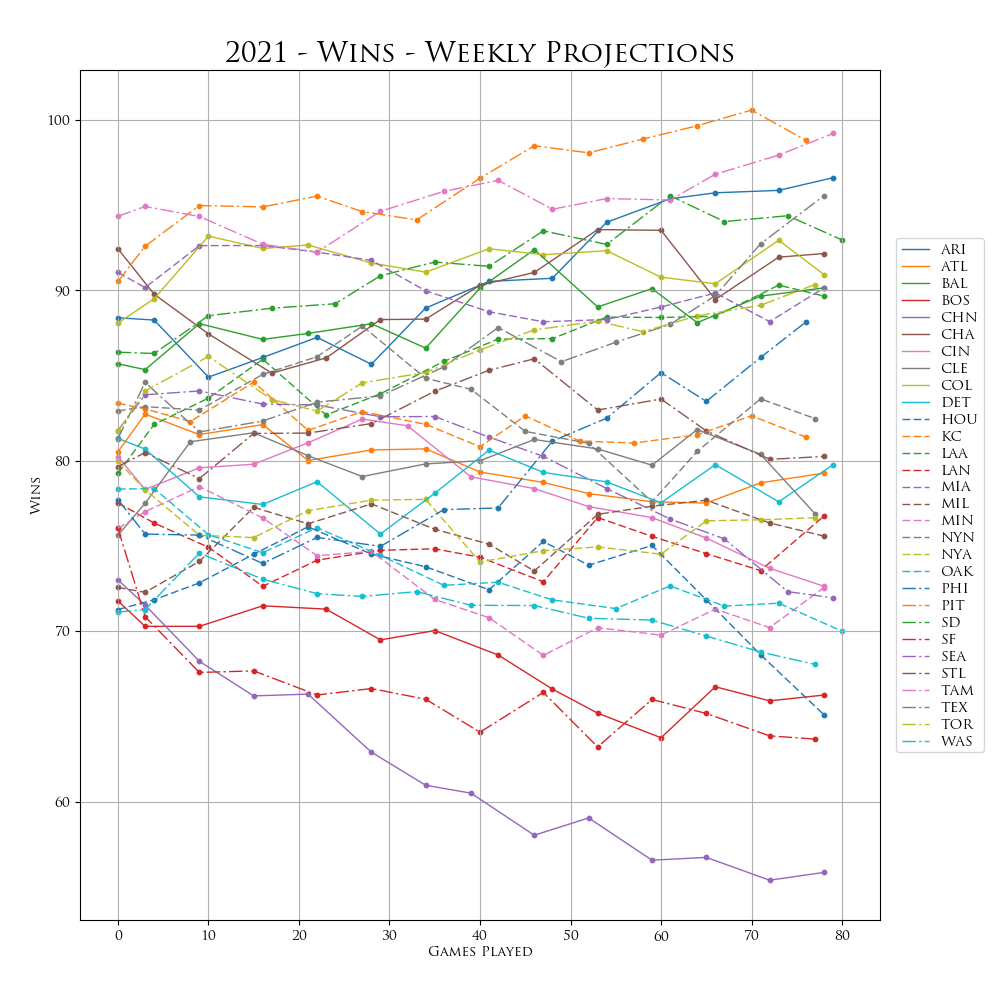 2021 - Wins - Weekly Projections
100
90
80
70
60
Wins
0 10 20 30 40 50 60 70 80
Games Played
ARI
ATL
BAL
BOS
CHN
CHA
CIN
CLE
COL
DET
HOU
KC
LAA
LAN
MIA
MIL
MIN
NYN
NYA
OAK
PHI
PIT
SD
SF
SEA
STL
TAM
TEX
TOR
WAS